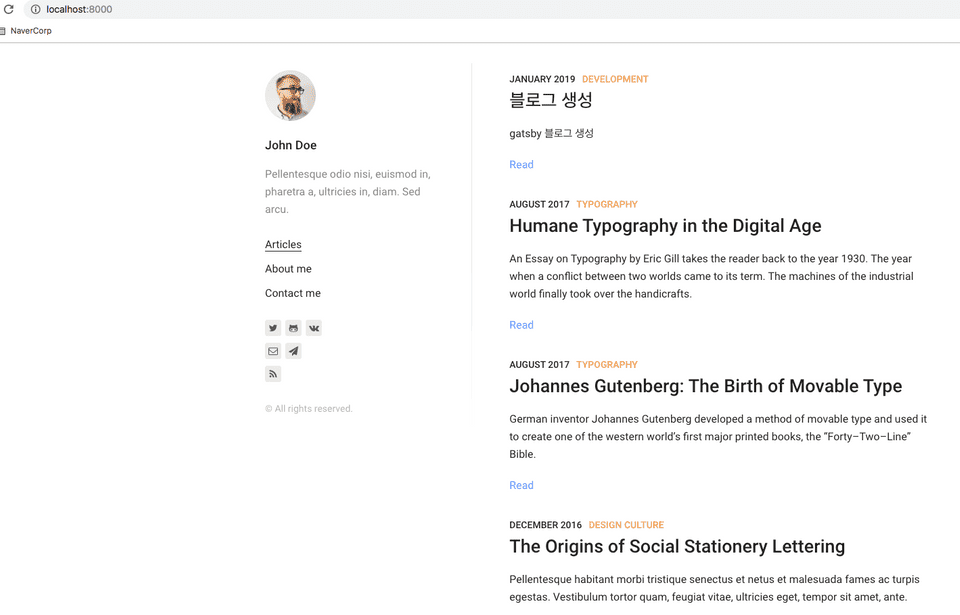 localhost:8000
NaverCorp
John Doe
Pellentesque odio nisi, euismod in,
pharetra a, ultricies in, diam. Sed
arcu.
Articles
About me
Contact me
© All rights reserved.
JANUARY 2019 DEVELOPMENT
블로그 생성
gatsby 블로그 생성
Read
AUGUST 2017 TYPOGRAPHY
Humane Typography in the Digital Age
An Essay on Typography by Eric Gill takes the reader back to the year 1930. The year
when a conflict between two worlds came to its term. The machines of the industrial
world finally took over the handicrafts.
Read
AUGUST 2017 TYPOGRAPHY
Johannes Gutenberg: The Birth of Movable Type
German inventor Johannes Gutenberg developed a method of movable type and used it
to create one of the western world’s first major printed books, the “Forty–Two–Line”
Bible.
Read
DECEMBER 2016 DESIGN CULTURE
The Origins of Social Stationery Lettering
Pellentesque habitant morbi tristique senectus et netus et malesuada fames ac turpis
egestas. Vestibulum tortor quam, feugiat vitae, ultricies eget, tempor sit amet, ante.